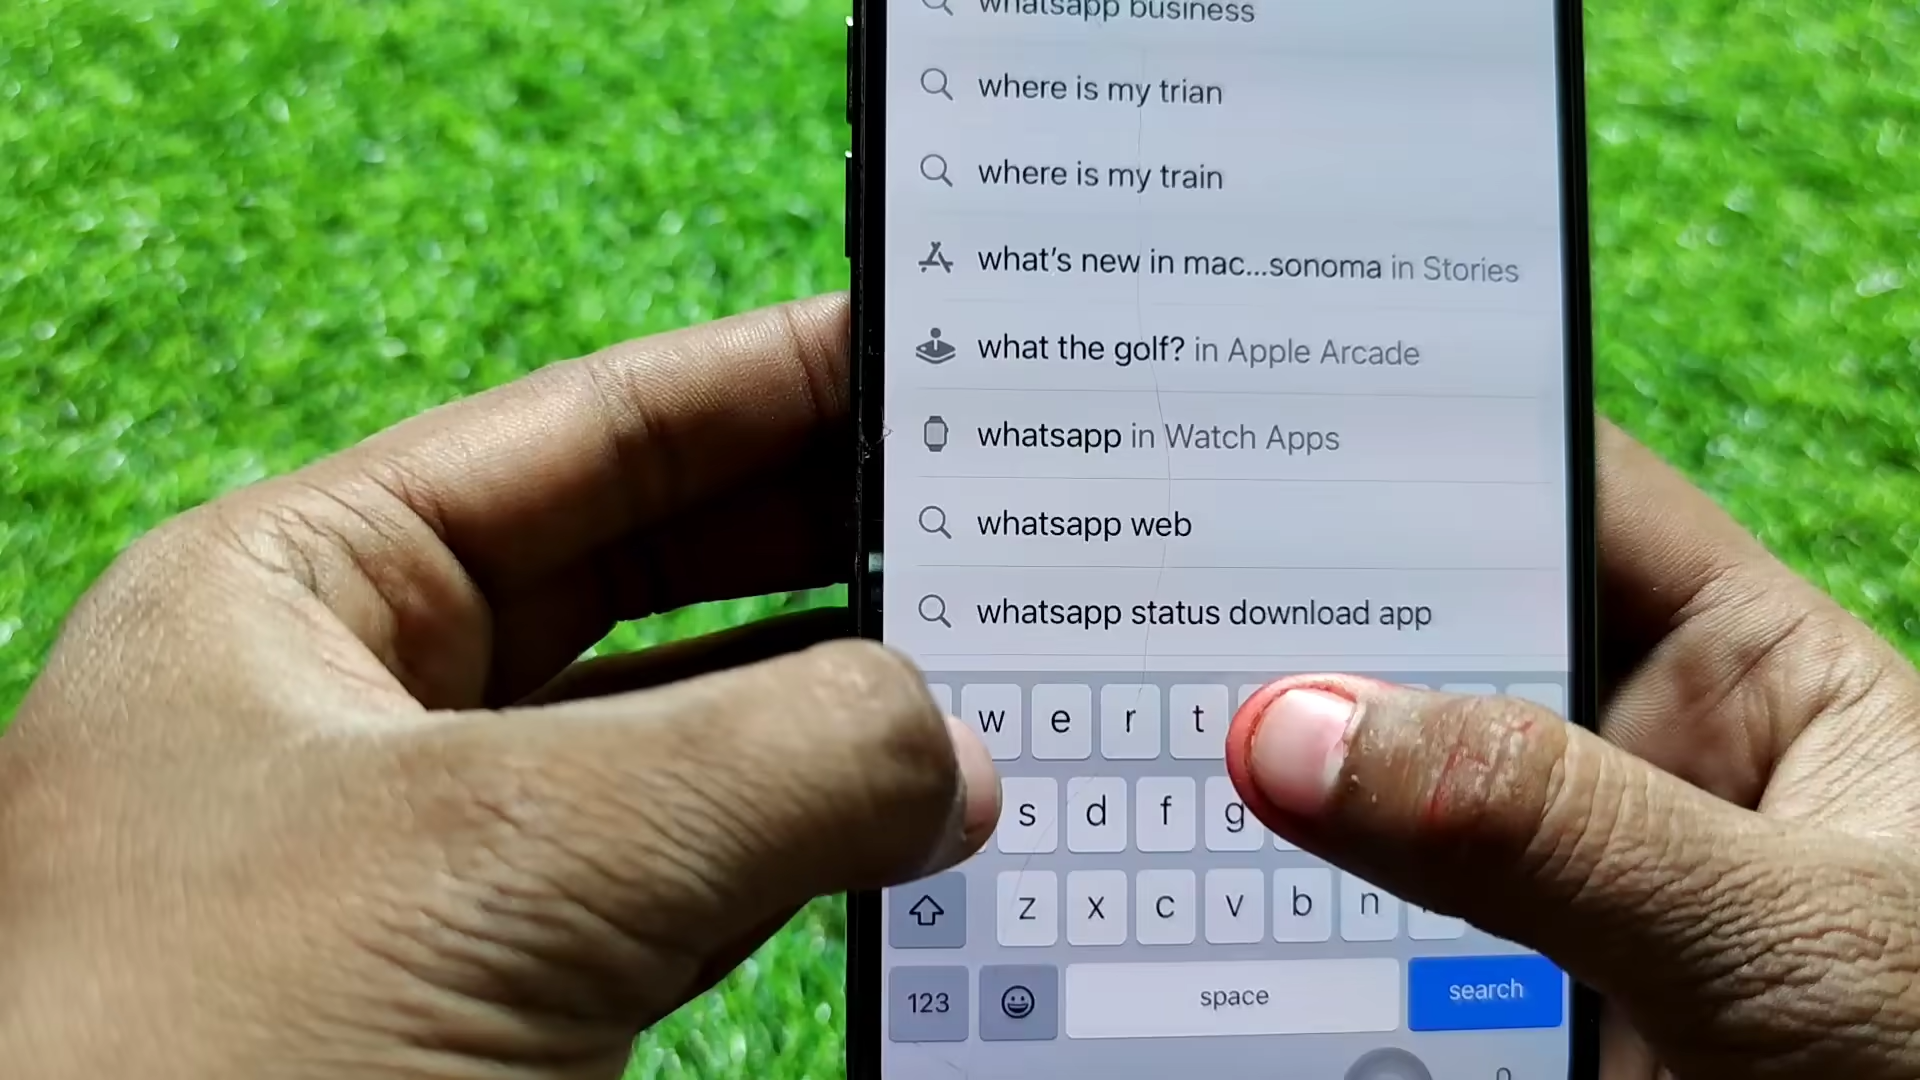 whatsapp business
where is my trian
where is my train
what's new in mac...sonoma in Stories
what the golf? in Apple Arcade
whatsapp in Watch Apps
whatsapp web
whatsapp status download app
w e r t
s d f g
z x c v b n
123 space search